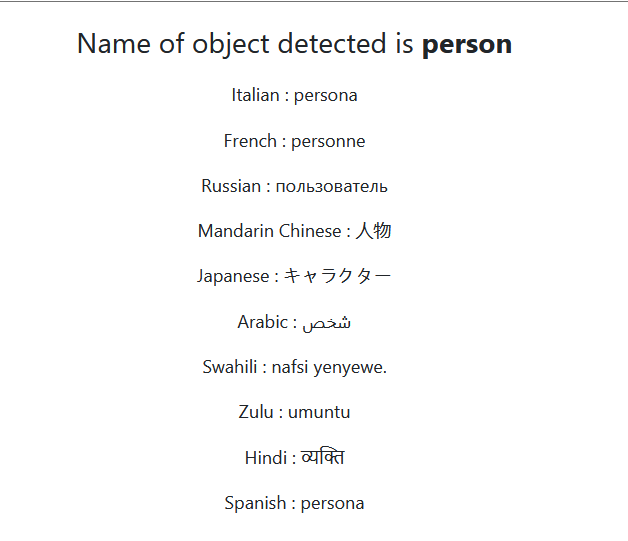 Name of object detected is person
Italian : persona
French : personne
Russian : пользователь
Mandarin Chinese : 人物
Japanese : キャラクター
Arabic : شخص
Swahili : nafsi yenyewe.
Zulu : umuntu
Hindi : व्यक्ति
Spanish : persona